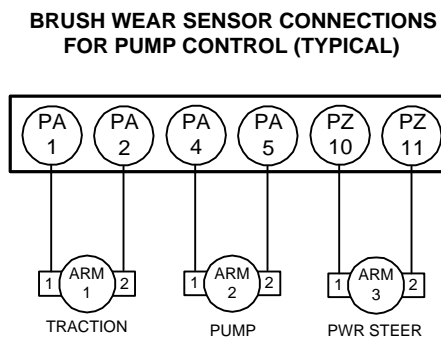 BRUSH WEAR SENSOR CONNECTIONS
FOR PUMP CONTROL (TYPICAL)
PA 1 PA 2 PA 4 PA 5 PZ 10 PZ 11
1 ARM 1 2 1 ARM 2 2 1 ARM 3 2
TRACTION PUMP PWR STEER